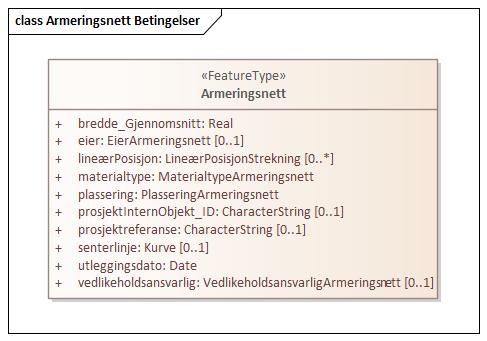 class Armeringsnett Betingelser
«FeatureType»
Armeringsnett
+ bredde_Gjennomsnitt: Real
+ eier: EierArmeringsnett [0..1]
+ lineærPosisjon: LineærPosisjonStrekning [0..*]
+ materialtype: MaterialtypeArmeringsnett
+ plassering: PlasseringArmeringsnett
+ prosjektInternObjekt_ID: CharacterString [0..1]
+ prosjektreferanse: CharacterString [0..1]
+ senterlinje: Kurve [0..1]
+ utleggingsdato: Date
+ vedlikeholdsansvarlig: VedlikeholdsansvarligArmeringsnett [0..1]